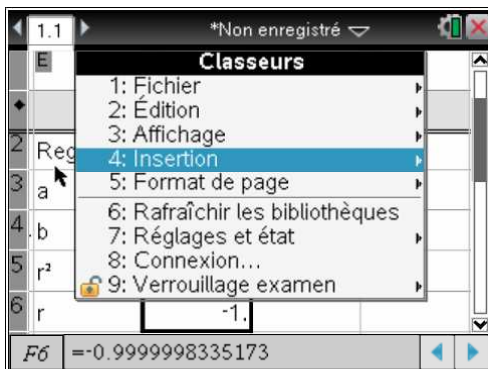 1.1 *Non enregistré
E Classeurs
1: Fichier
2: Édition
3: Affichage
2 Reg 4: Insertion
3 a 5: Format de page
6: Rafraîchir les bibliothèques
4 b 7: Réglages et état
5 r² 8: Connexion...
9: Verrouillage examen
6 r -1.
F6 =-0.9999998335173